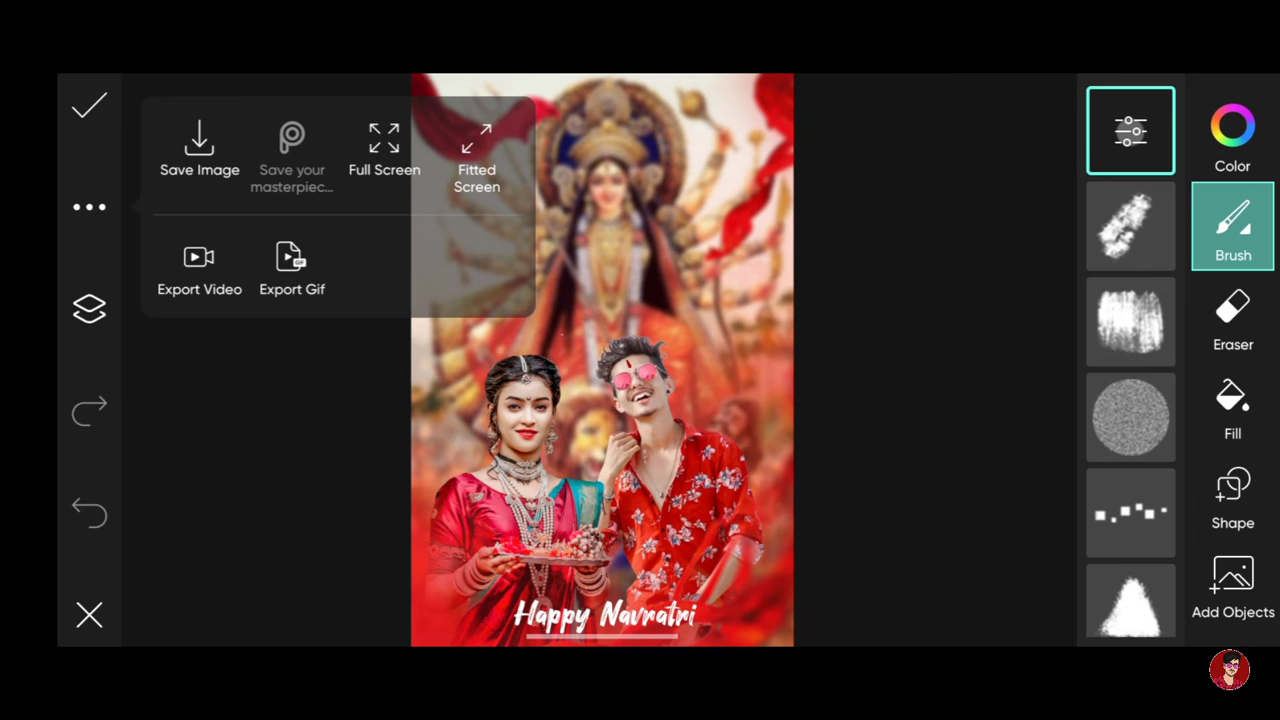 Save Image
Save your
masterpiec...
Full Screen
Fitted
Screen
Export Video
GIF
Export Gif
Happy Navratri
Color
Brush
Eraser
Fill
Shape
Add Objects